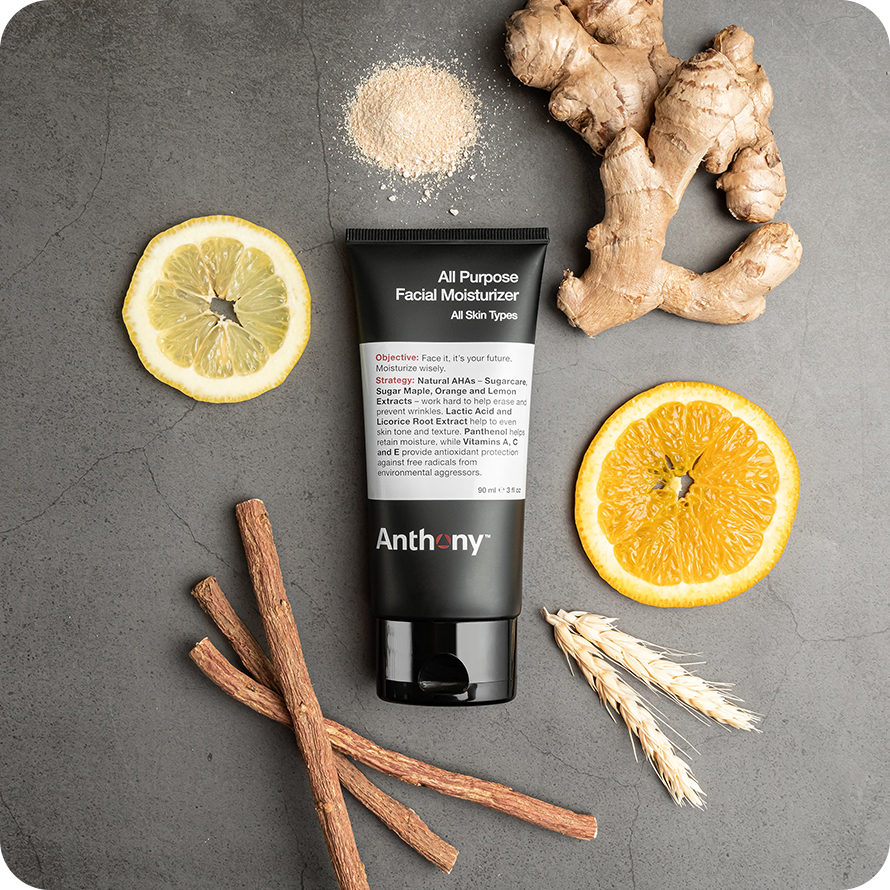 All Purpose
Facial Moisturizer
All Skin Types
Objective: Face it, it's your future.
Moisturize wisely.
Strategy: Natural AHAs – Sugarcare,
Sugar Maple, Orange and Lemon
Extracts – work hard to help erase and
prevent wrinkles. Lactic Acid and
Licorice Root Extract help to even
skin tone and texture. Panthenol helps
retain moisture, while Vitamins A, C
and E provide antioxidant protection
against free radicals from
environmental aggressors.
90 ml ℮ 3 fl oz
Anthony™